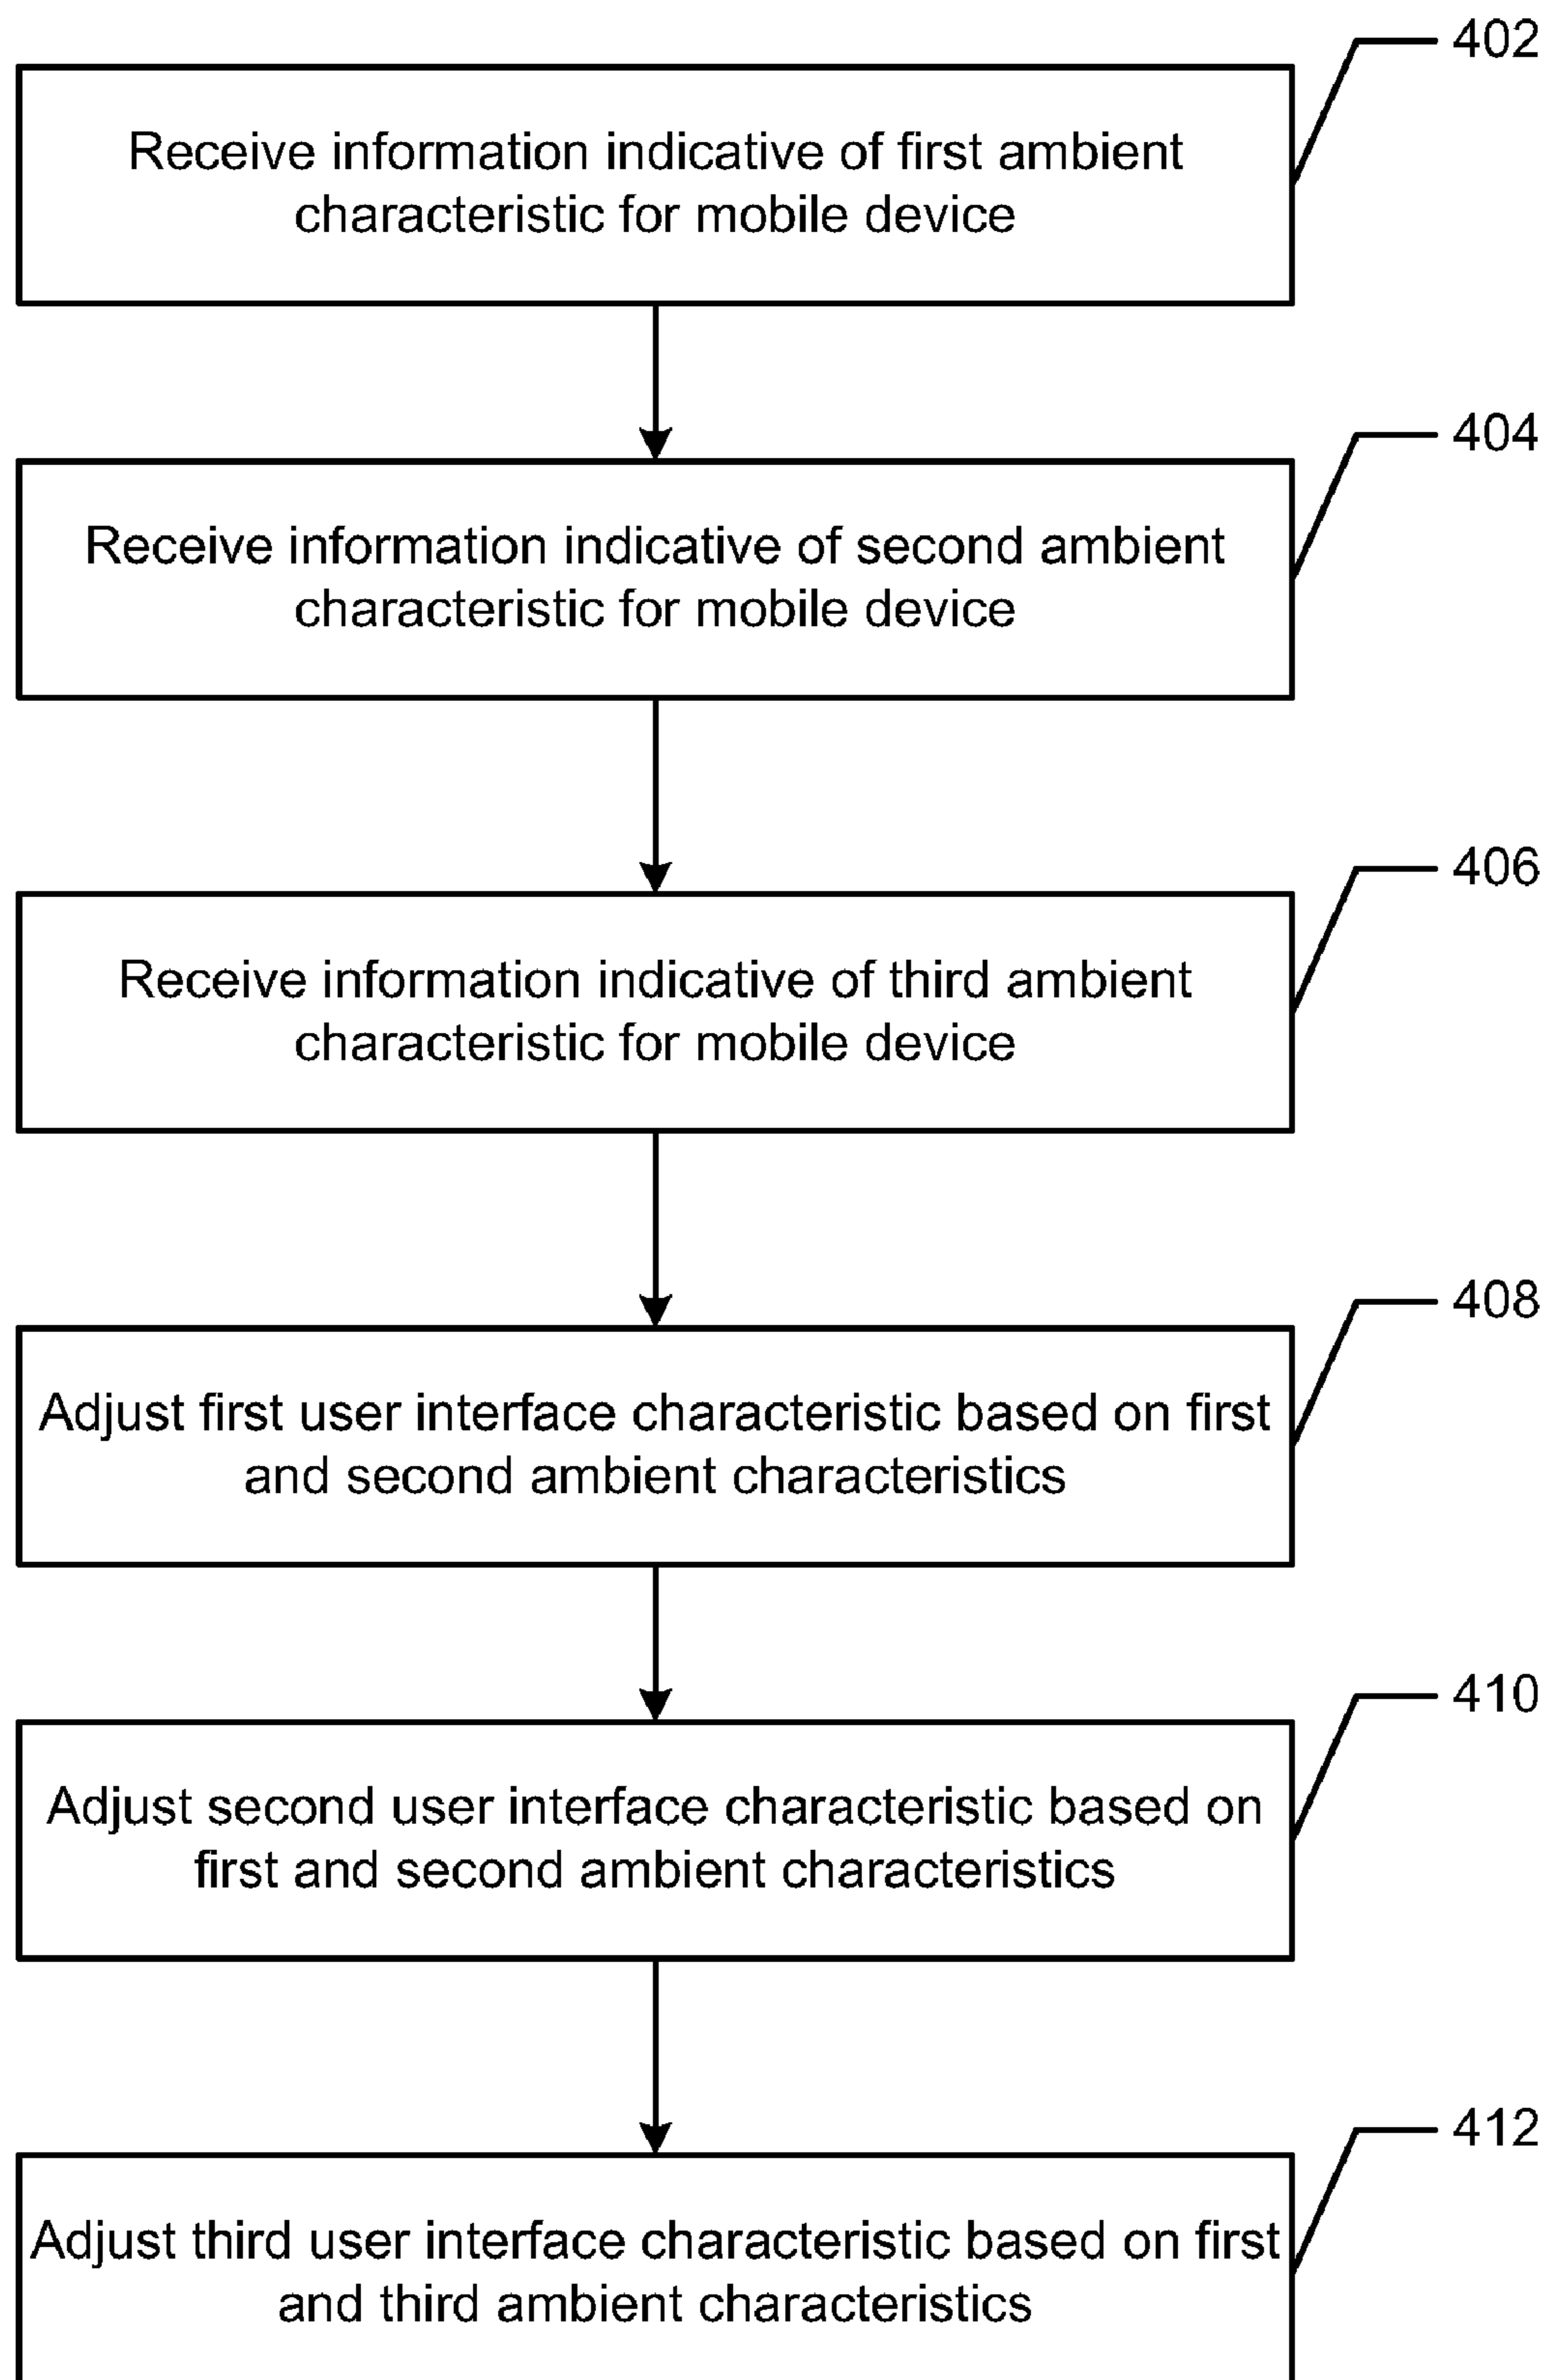 402
Receive information indicative of first ambient
characteristic for mobile device
404
Receive information indicative of second ambient
characteristic for mobile device
406
Receive information indicative of third ambient
characteristic for mobile device
408
Adjust first user interface characteristic based on first
and second ambient characteristics
410
Adjust second user interface characteristic based on
first and second ambient characteristics
412
Adjust third user interface characteristic based on first
and third ambient characteristics